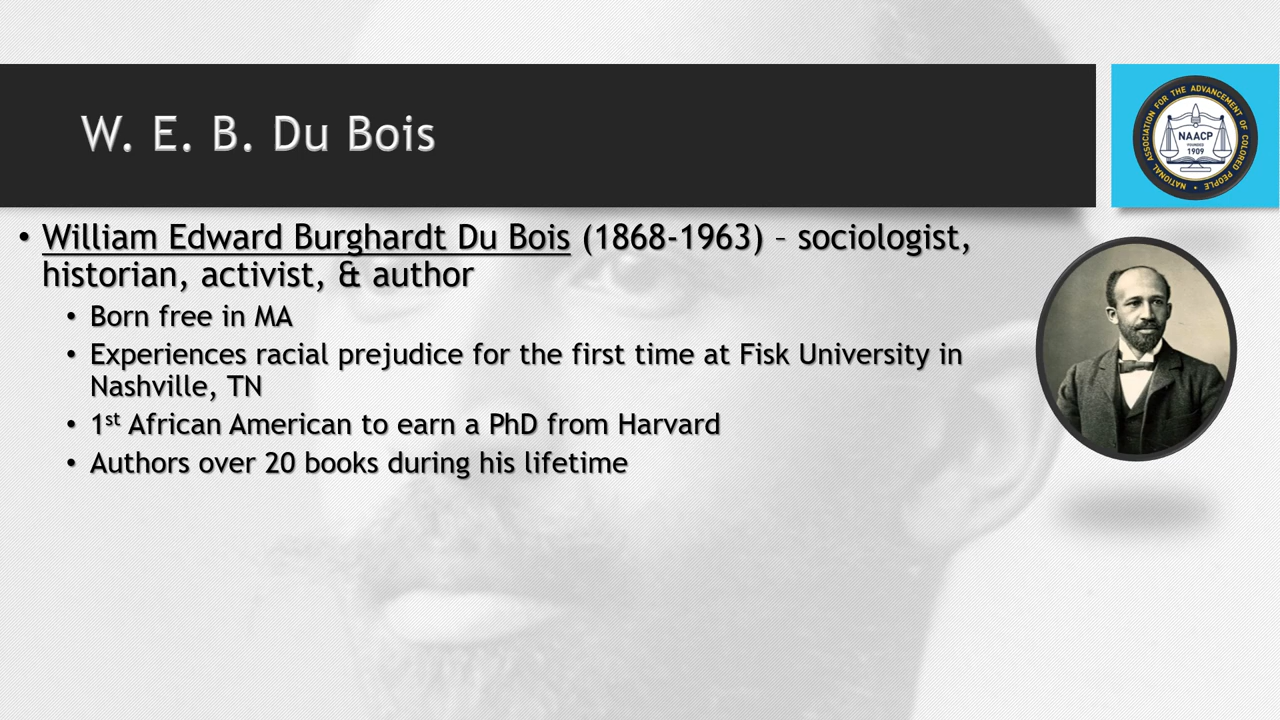 W. E. B. Du Bois
NATIONAL ASSOCIATION FOR THE ADVANCEMENT OF COLORED PEOPLE
NAACP
FOUNDED
1909
• William Edward Burghardt Du Bois (1868-1963) – sociologist,
historian, activist, & author
• Born free in MA
• Experiences racial prejudice for the first time at Fisk University in
Nashville, TN
• 1st African American to earn a PhD from Harvard
• Authors over 20 books during his lifetime